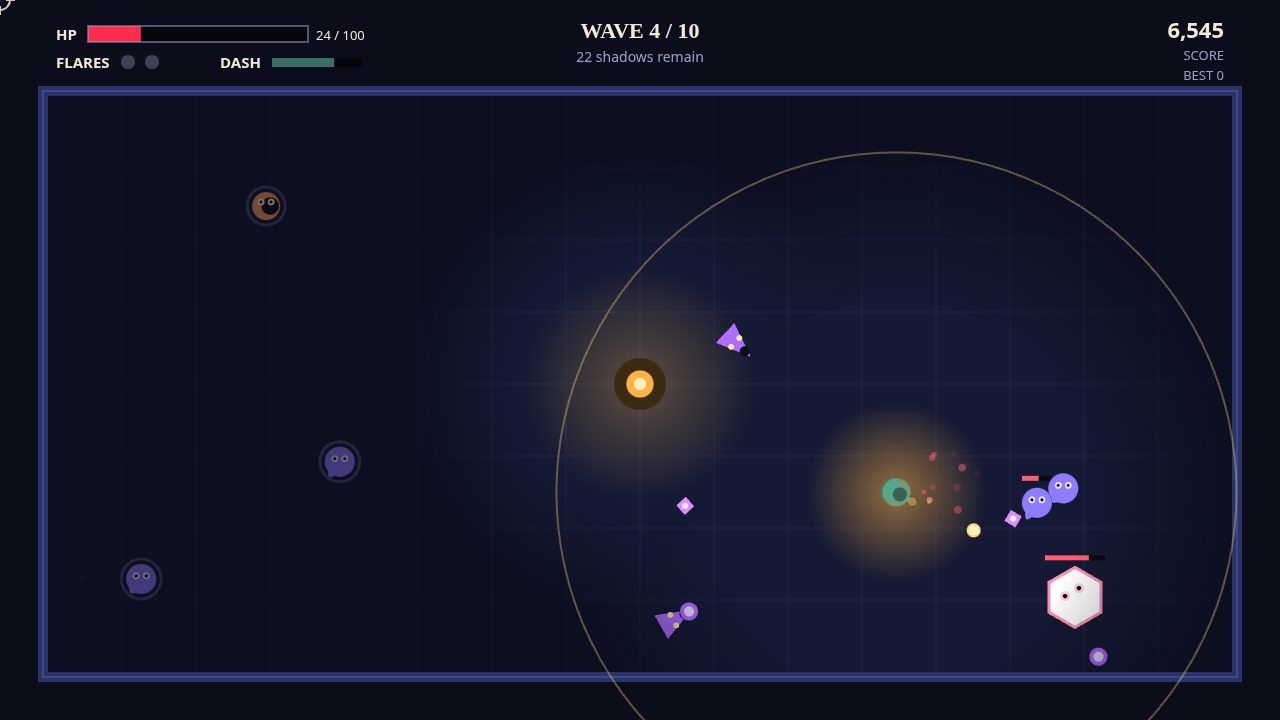 HP 24 / 100
FLARES DASH
WAVE 4 / 10
22 shadows remain
6,545
SCORE
BEST 0